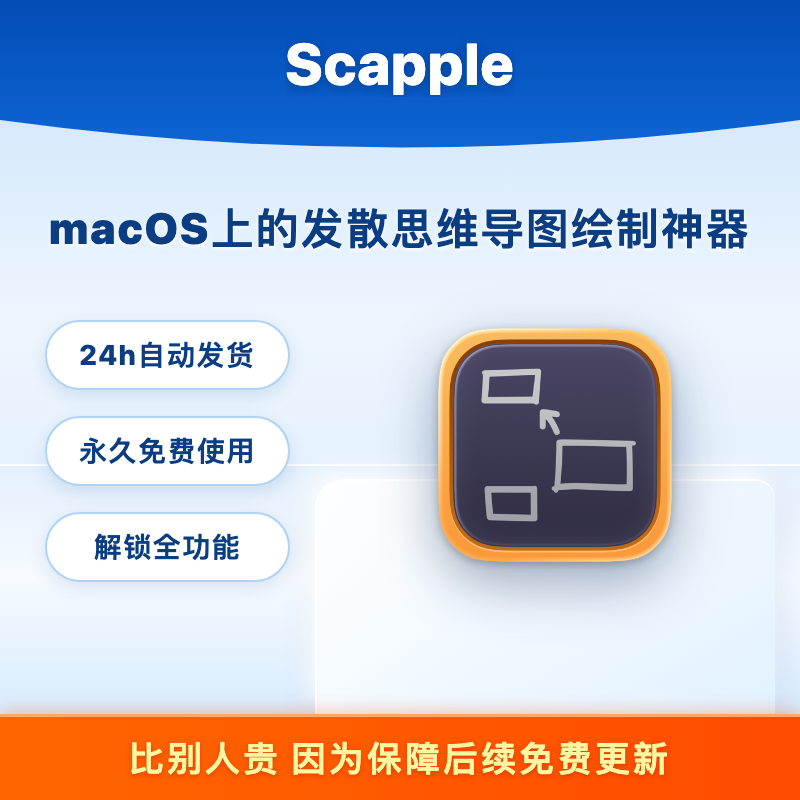 Scapple
macOS上的发散思维导图绘制神器
24h自动发货
永久免费使用
解锁全功能
比别人贵 因为保障后续免费更新